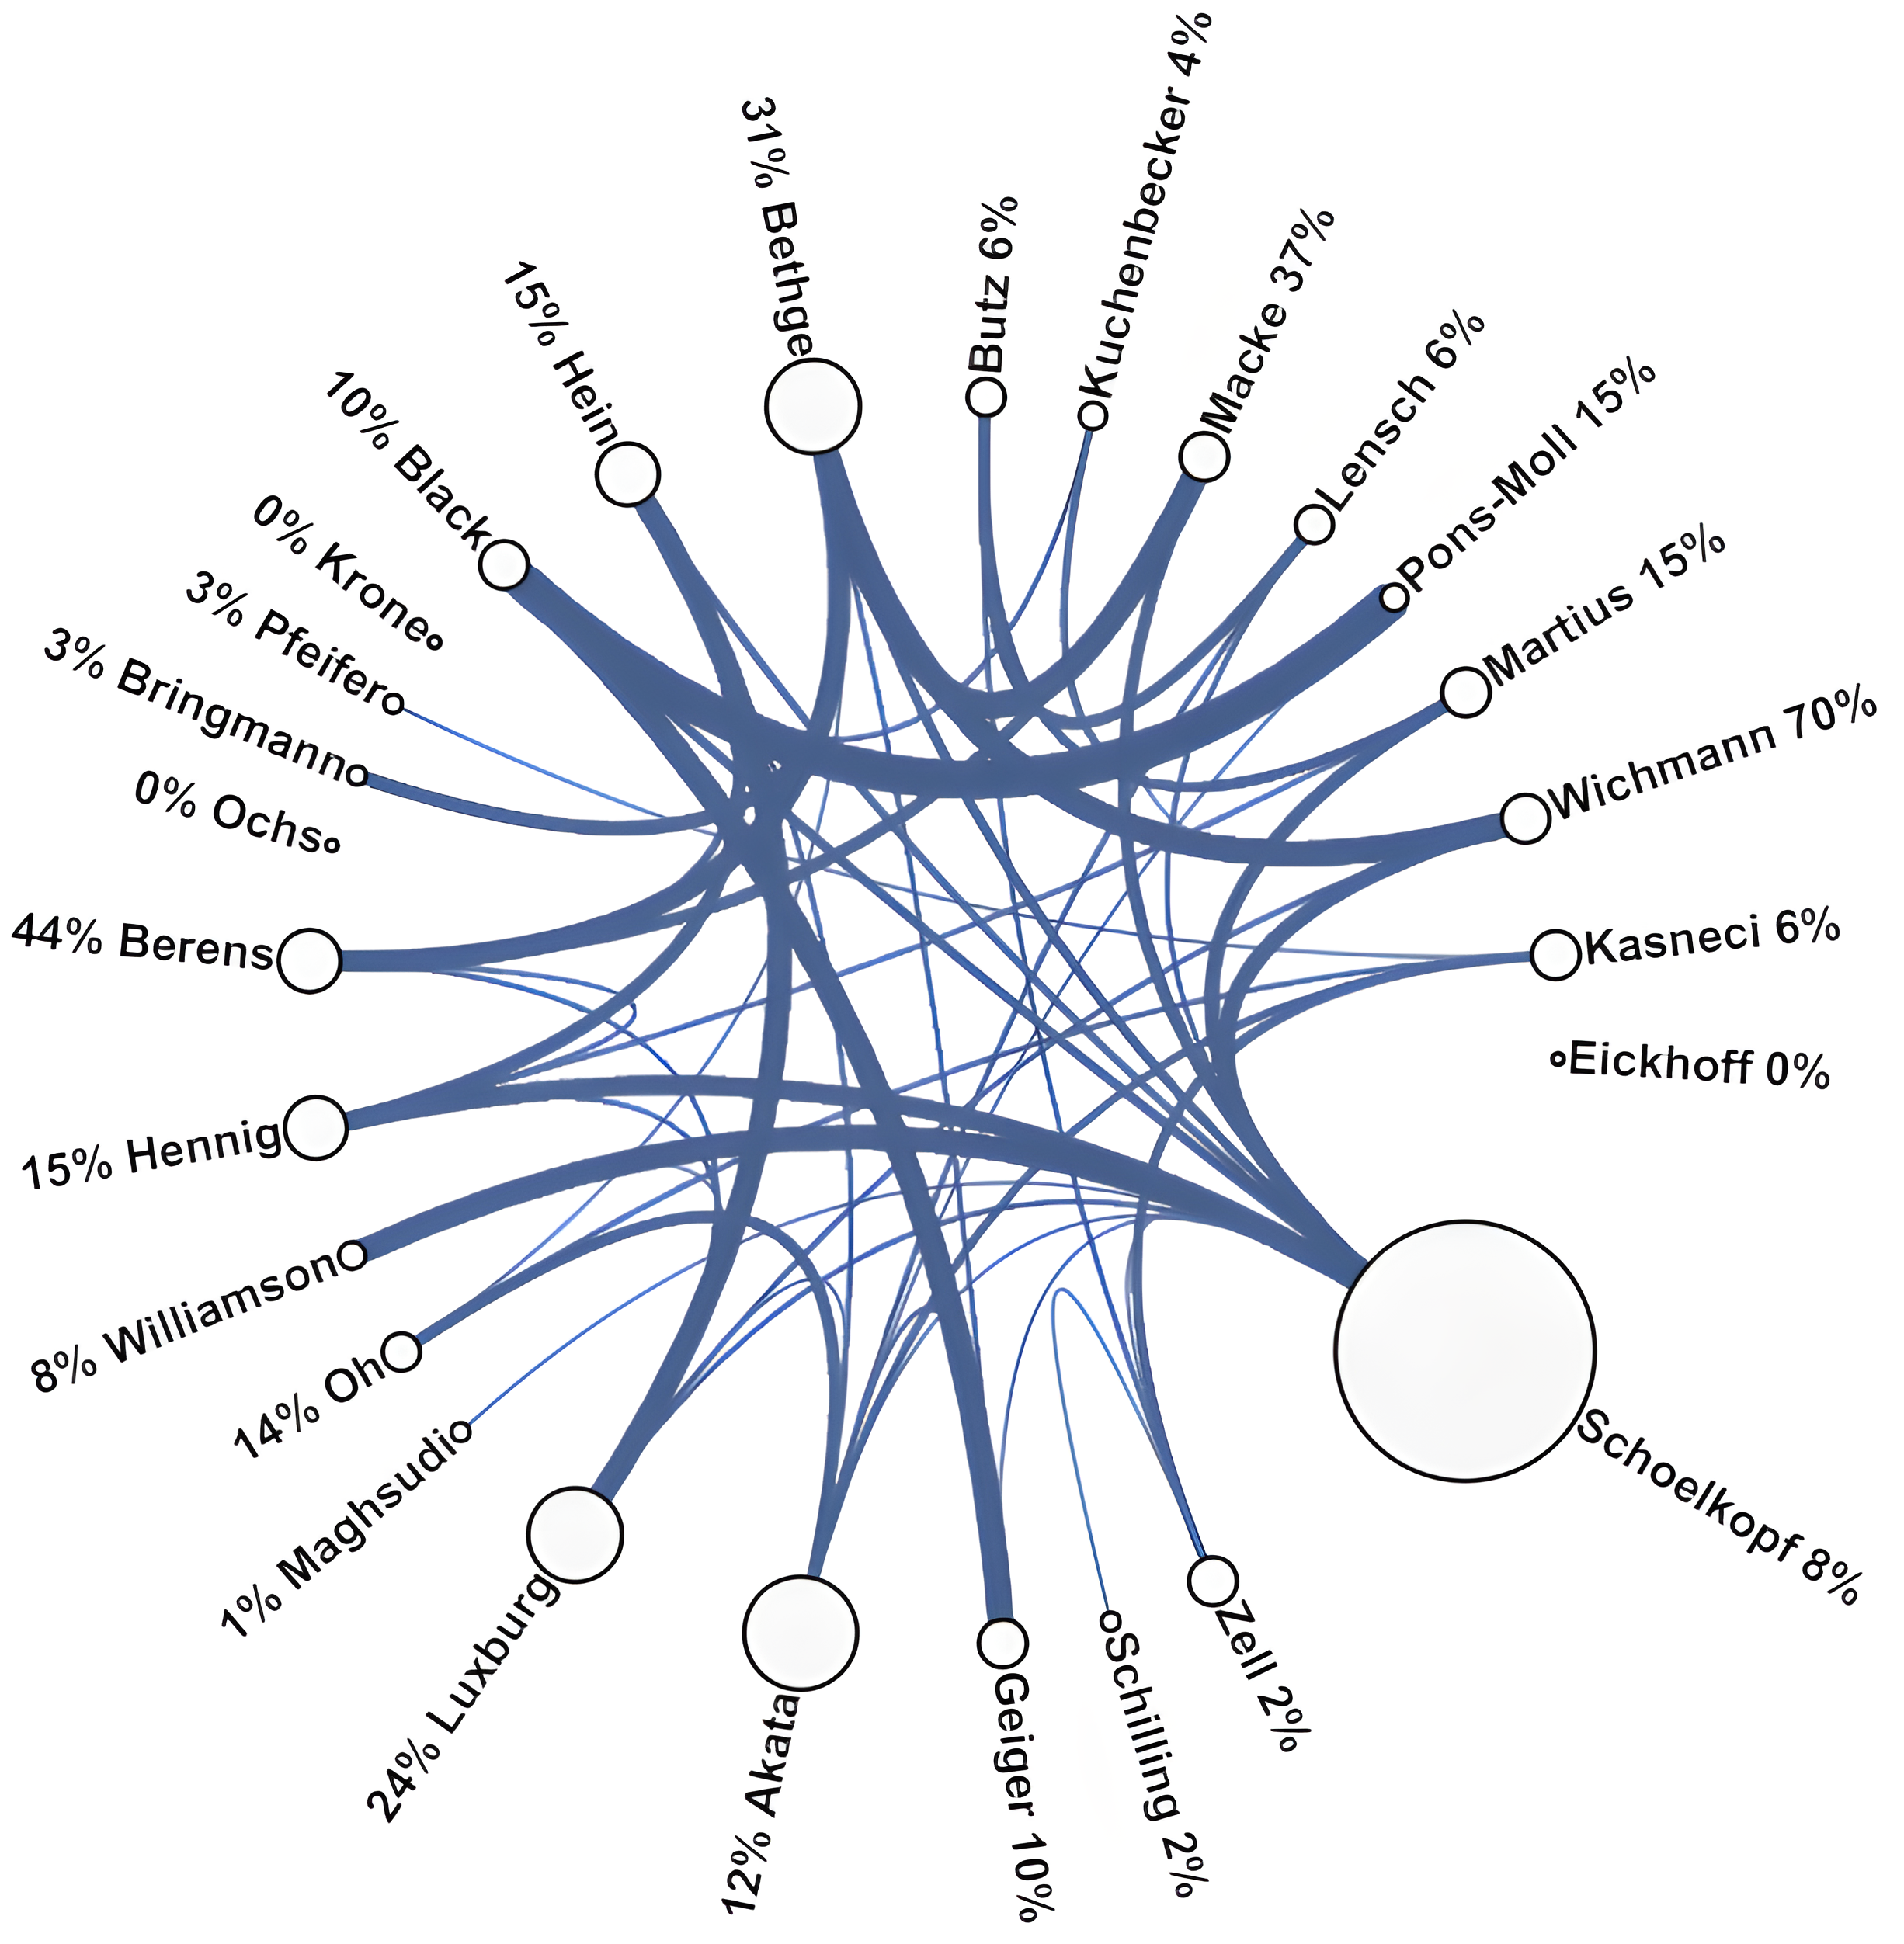 31% Bethge
Butz 6%
Kuchenbecker 4%
Macke 37%
Lensch 6%
Pons-Moll 15%
Martius 15%
Wichmann 70%
Kasneci 6%
Eickhoff 0%
Schoelkopf 8%
Zell 2%
Schilling 2%
Geiger 10%
12% Akata
24% Luxburg
1% Maghsudi
14% Oh
8% Williamson
15% Hennig
44% Berens
0% Ochs
3% Bringmann
3% Pfeifer
0% Krone
10% Black
15% Hein